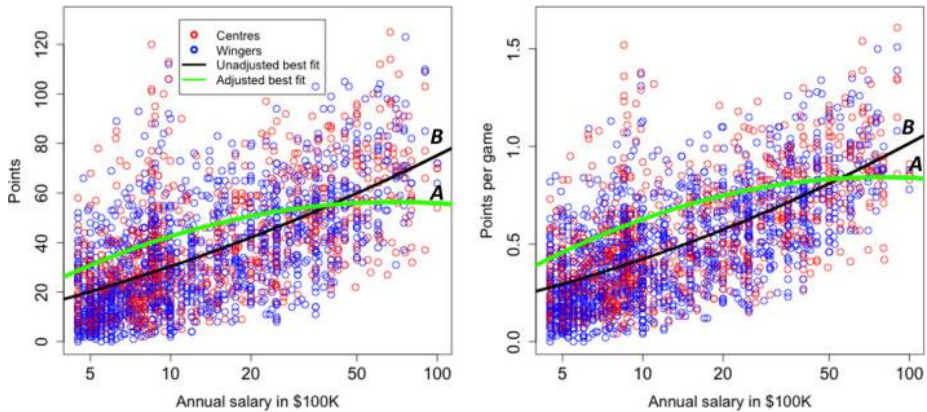 Points
0
20
40
60
80
100
120
Centres
Wingers
Unadjusted best fit
Adjusted best fit
B
A
5
10
20
50
100
Annual salary in $100K
Points per game
0.0
0.5
1.0
1.5
B
A
5
10
20
50
100
Annual salary in $100K